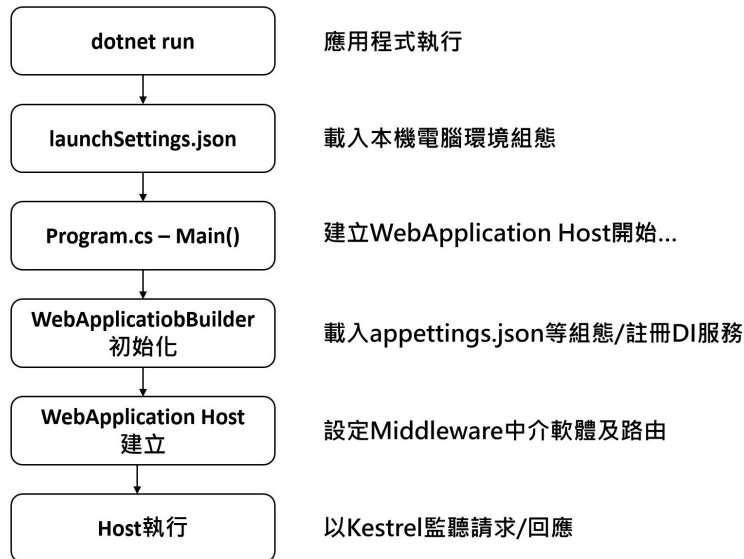 dotnet run
應用程式執行
launchSettings.json
載入本機電腦環境組態
Program.cs – Main()
建立WebApplication Host開始...
WebApplicatiobBuilder
初始化
載入appettings.json等組態/註冊DI服務
WebApplication Host
建立
設定Middleware中介軟體及路由
Host執行
以Kestrel監聽請求/回應